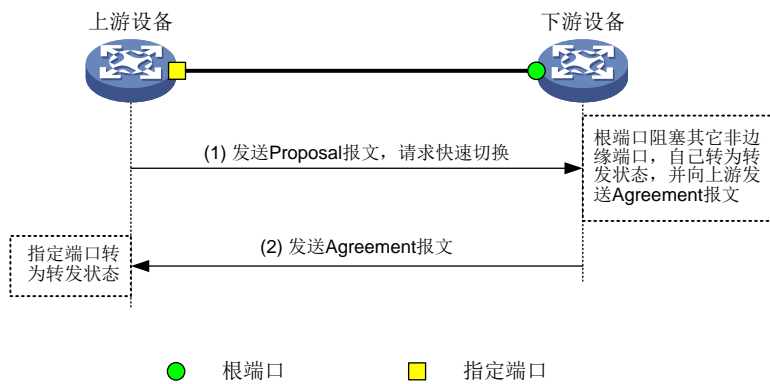 上游设备
下游设备
(1) 发送Proposal报文，请求快速切换
根端口阻塞其它非边
缘端口，自己转为转
发状态，并向上游发
送Agreement报文
(2) 发送Agreement报文
指定端口转
为转发状态
根端口
指定端口